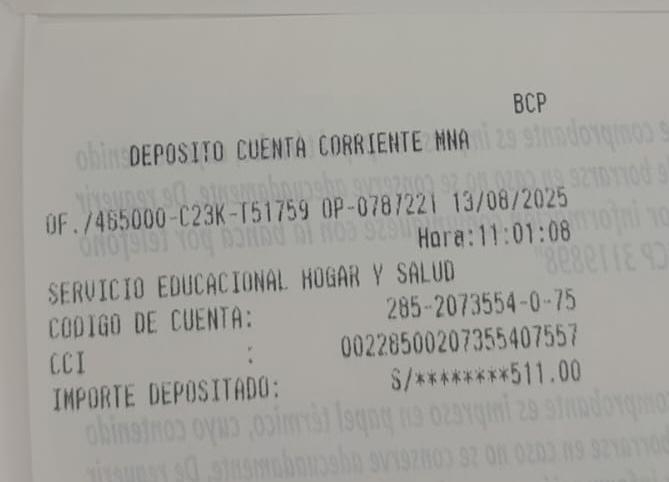 BCP
DEPOSITO CUENTA CORRIENTE MNA
OF./465000-C23K-T51759 OP-0787221 13/08/2025
Hora:11:01:08
SERVICIO EDUCACIONAL HOGAR Y SALUD
CODIGO DE CUENTA: 285-2073554-0-75
CCI : 00228500207355407557
IMPORTE DEPOSITADO: S/********511.00